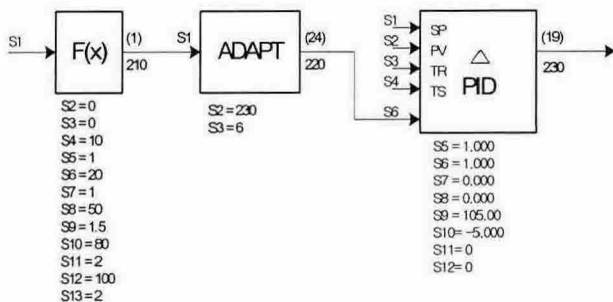 S1
F(x)
(1)
210
S2=0
S3=0
S4=10
S5=1
S6=20
S7=1
S8=50
S9=1.5
S10=80
S11=2
S12=100
S13=2
S1
ADAPT
(24)
220
S2=230
S3=6
S1
S2
S3
S4
S6
SP
PV
TR
TS
△
PID
(19)
230
S5 = 1.000
S6 = 1.000
S7 = 0.000
S8 = 0.000
S9 = 105.00
S10= -5.000
S11= 0
S12= 0